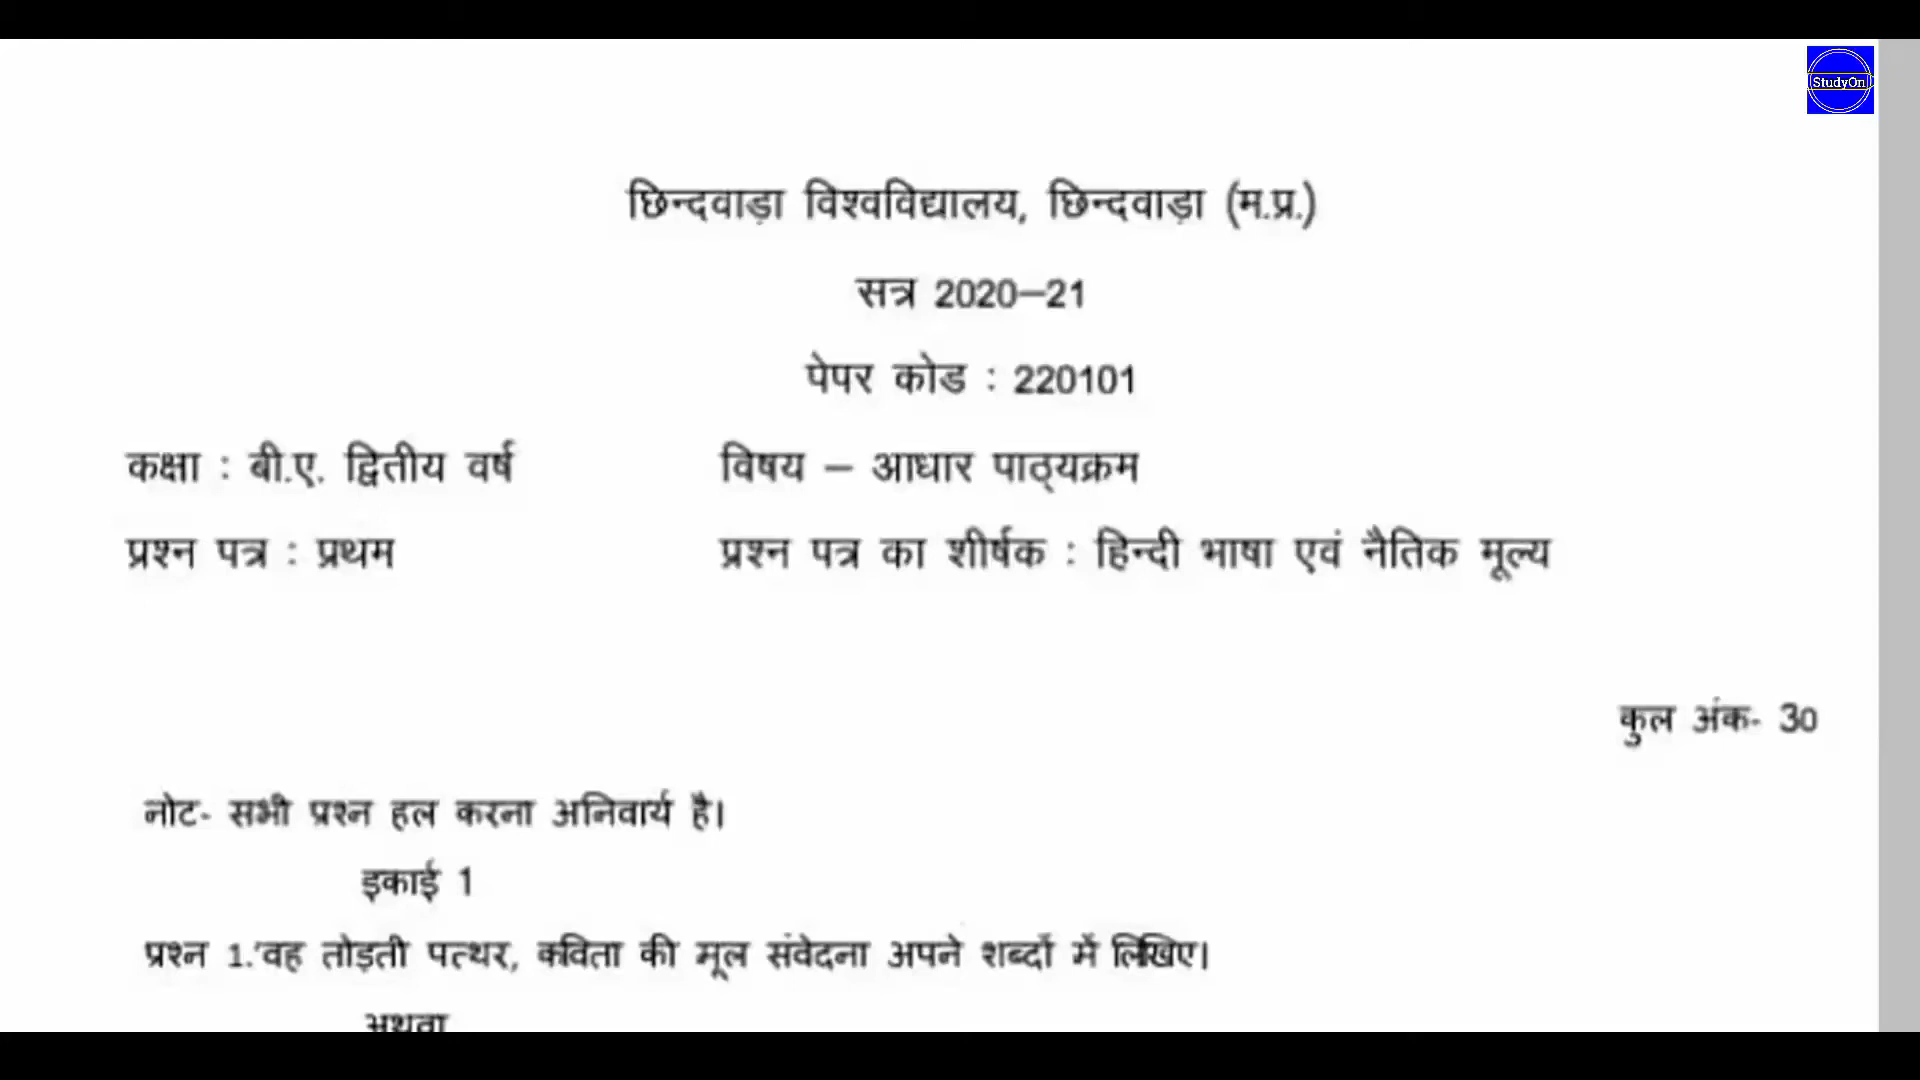 StudyOn
छिन्दवाड़ा विश्वविद्यालय, छिन्दवाड़ा (म.प्र.)
सत्र 2020–21
पेपर कोड : 220101
कक्षा : बी.ए. द्वितीय वर्ष विषय – आधार पाठ्यक्रम
प्रश्न पत्र : प्रथम प्रश्न पत्र का शीर्षक : हिन्दी भाषा एवं नैतिक मूल्य
कुल अंक- 30
नोट- सभी प्रश्न हल करना अनिवार्य है।
इकाई 1
प्रश्न 1.'वह तोड़ती पत्थर, कविता की मूल संवेदना अपने शब्दों में लिखिए।
अथवा